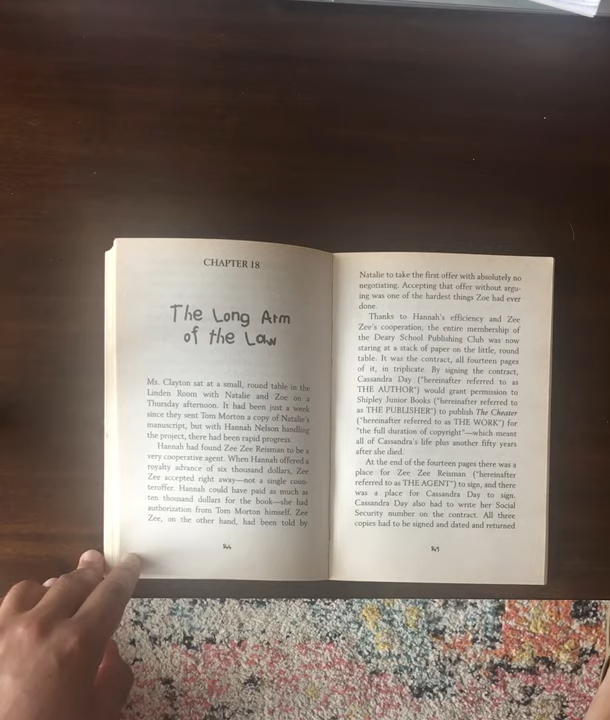 CHAPTER 18
The Long Arm
of the Law
Ms. Clayton sat at a small, round table in the
Linden Room with Natalie and Zoe on a
Thursday afternoon. It had been just a week
since they sent Tom Morton a copy of Natalie's
manuscript, but with Hannah Nelson handling
the project, there had been rapid progress.
Hannah had found Zee Zee Reisman to be a
very cooperative agent. When Hannah offered a
royalty advance of six thousand dollars, Zee
Zee accepted right away—not a single coun-
teroffer. Hannah could have paid as much as
ten thousand dollars for the book—she had
authorization from Tom Morton himself. Zee
Zee, on the other hand, had been told by
Natalie to take the first offer with absolutely no
negotiating. Accepting that offer without argu-
ing was one of the hardest things Zoe had ever
done.
Thanks to Hannah's efficiency and Zee
Zee's cooperation, the entire membership of
the Deary School Publishing Club was now
staring at a stack of paper on the little, round
table. It was the contract, all fourteen pages
of it, in triplicate. By signing the contract,
Cassandra Day ("hereinafter referred to as
THE AUTHOR") would grant permission to
Shipley Junior Books ("hereinafter referred to
as THE PUBLISHER") to publish The Cheater
("hereinafter referred to as THE WORK") for
"the full duration of copyright"—which meant
all of Cassandra's life plus another fifty years
after she died.
At the end of the fourteen pages there was a
place for Zee Zee Reisman ("hereinafter
referred to as THE AGENT") to sign, and there
was a place for Cassandra Day to sign.
Cassandra Day also had to write her Social
Security number on the contract. All three
copies had to be signed and dated and returned
144
145